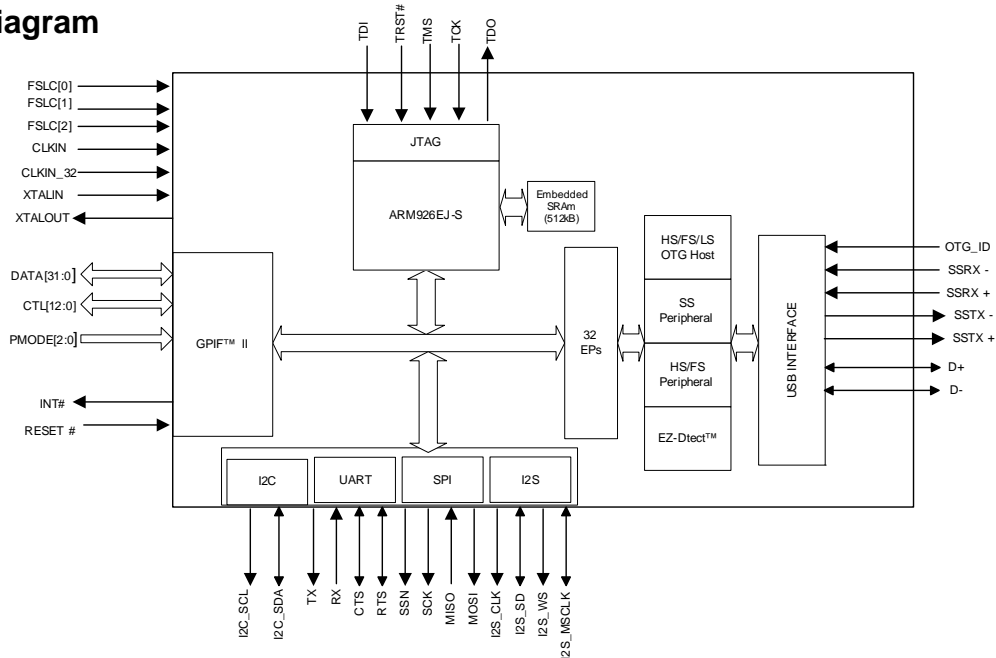 iagram
TDI
TRST#
TMS
TCK
TDO
FSLC[0]
FSLC[1]
FSLC[2]
CLKIN
CLKIN_32
XTALIN
XTALOUT
DATA[31:0]
CTL[12:0]
PMODE[2:0]
INT#
RESET #
JTAG
ARM926EJ-S
Embedded
SRAm
(512kB)
GPIF™ II
32
EPs
HS/FS/LS
OTG Host
SS
Peripheral
HS/FS
Peripheral
EZ-Dtect™
USB INTERFACE
OTG_ID
SSRX -
SSRX +
SSTX -
SSTX +
D+
D-
I2C
UART
SPI
I2S
I2C_SCL
I2C_SDA
TX
RX
CTS
RTS
SSN
SCK
MISO
MOSI
I2S_CLK
I2S_SD
I2S_WS
I2S_MSCLK